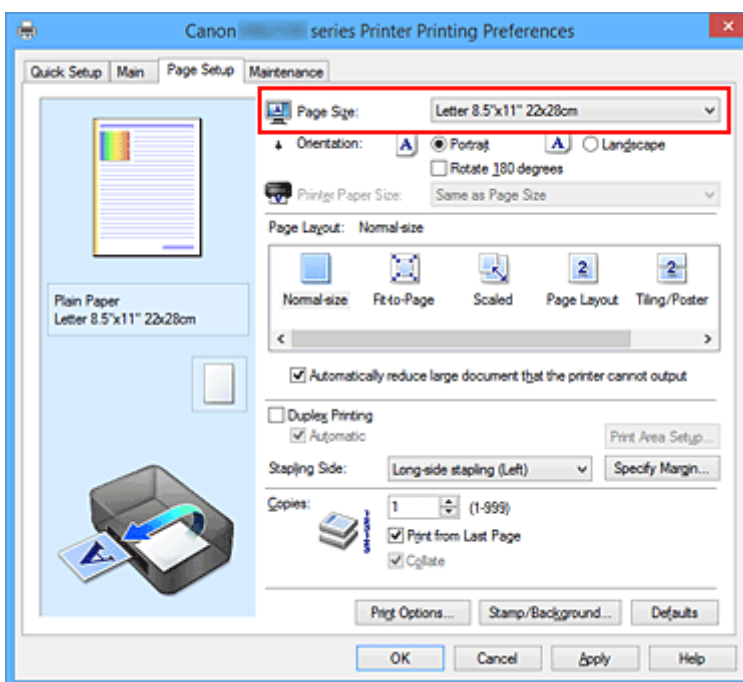 Canon series Printer Printing Preferences
Quick Setup Main Page Setup Maintenance
Page Size: Letter 8.5"x11" 22x28cm
Orientation: A Portrait A Landscape
Rotate 180 degrees
Printer Paper Size: Same as Page Size
Page Layout: Normal-size
2 2
Normal-size Fit-to-Page Scaled Page Layout Tiling/Poster
Plain Paper
Letter 8.5"x11" 22x28cm
Automatically reduce large document that the printer cannot output
Duplex Printing
Automatic Print Area Setup...
Stapling Side: Long-side stapling (Left) Specify Margin...
Copies: 1 (1-999)
Print from Last Page
Collate
A
Print Options... Stamp/Background... Defaults
OK Cancel Apply Help